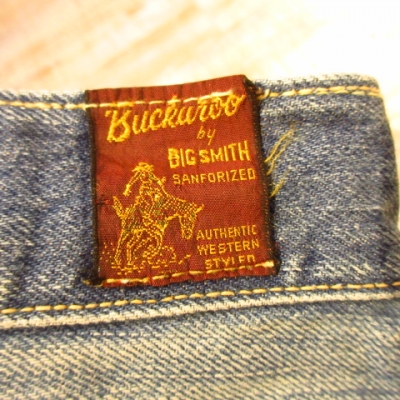 Buckaroo
by
BIG SMITH
SANFORIZED
AUTHENTIC
WESTERN
STYLED